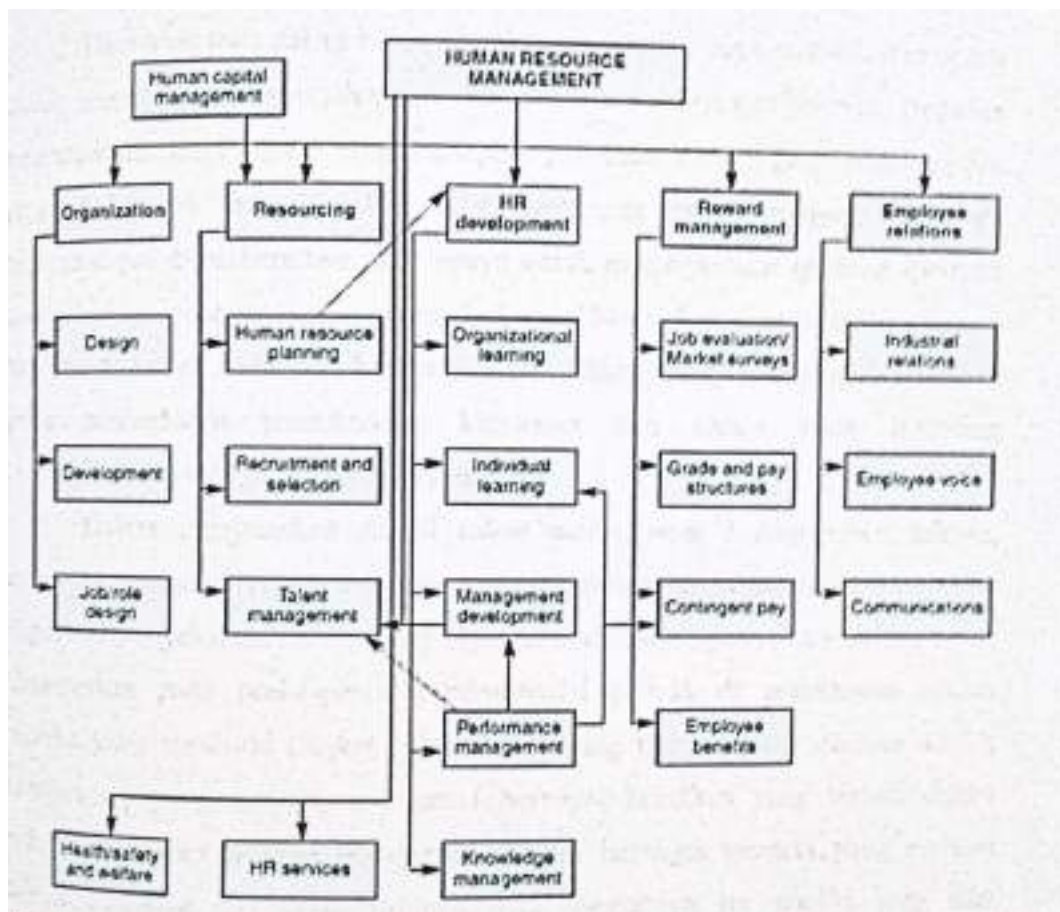 HUMAN RESOURCE
MANAGEMENT
Human capital
management
Organization
Resourcing
HR
development
Reward
management
Employee
relations
Design
Human resource
planning
Organizational
learning
Job evaluation/
Market surveys
Industrial
relations
Development
Recruitment and
selection
Individual
learning
Grade and pay
structures
Employee voice
Job/role
design
Talent
management
Management
development
Contingent pay
Communications
Performance
management
Employee
benefits
Health/safety
and welfare
HR services
Knowledge
management